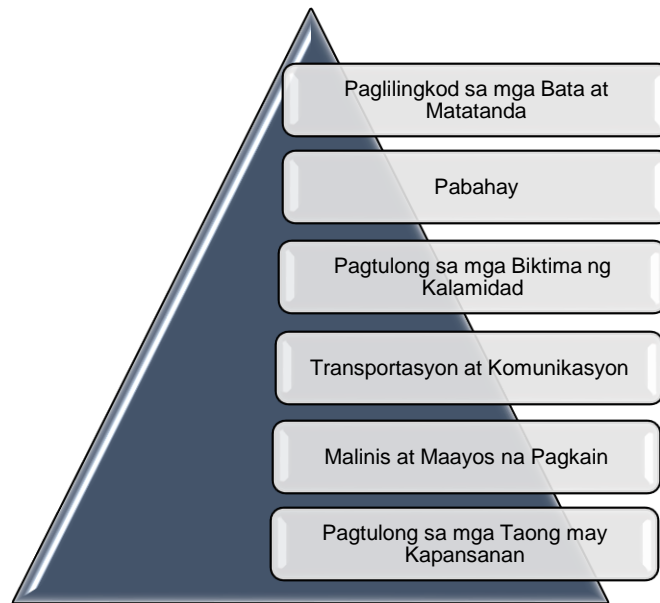 Paglilingkod sa mga Bata at
Matatanda
Pabahay
Pagtulong sa mga Biktima ng
Kalamidad
Transportasyon at Komunikasyon
Malinis at Maayos na Pagkain
Pagtulong sa mga Taong may
Kapansanan